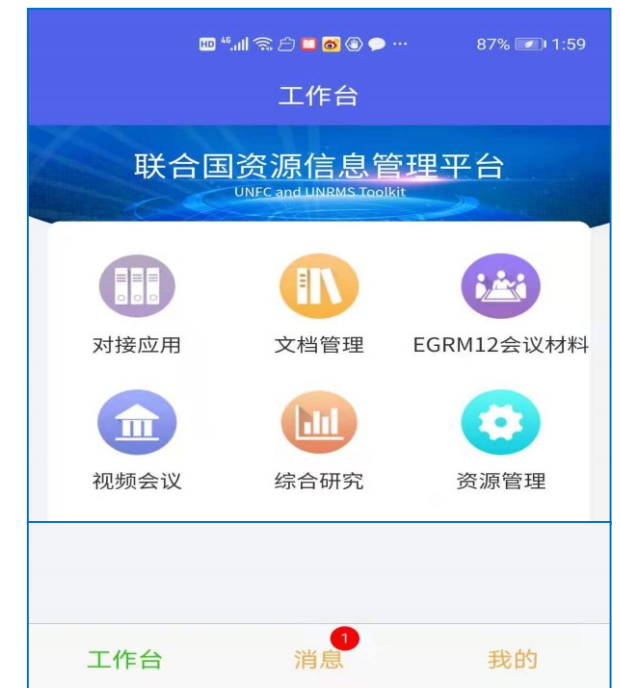 HD 4G 87% 1:59
工作台
联合国资源信息管理平台
UNFC and UNRMS Toolkit
对接应用 文档管理 EGRM12会议材料
视频会议 综合研究 资源管理
1
工作台 消息 我的